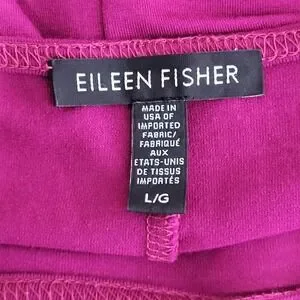 EILEEN FISHER
MADE IN
USA OF
IMPORTED
FABRIC/
FABRIQUÉ
AUX
ETATS-UNIS
DE TISSUS
IMPORTÉS
L/G